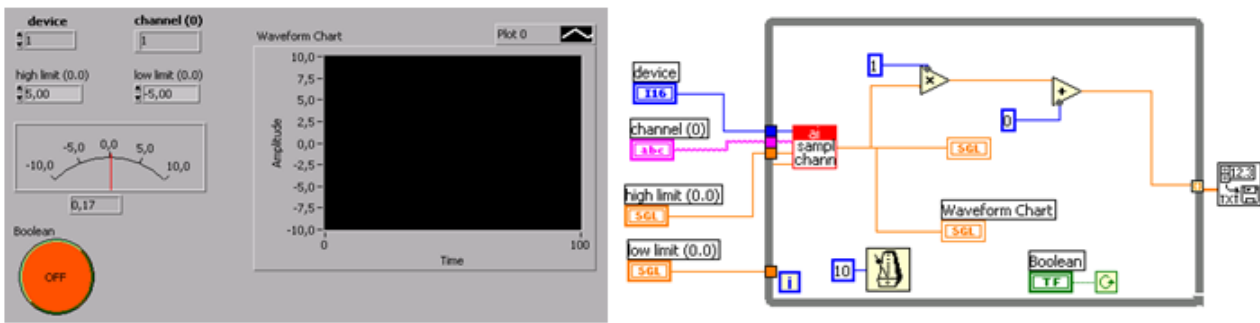 device
channel (0)
1
1
high limit (0.0)
low limit (0.0)
5,00
-5,00
-10,0
-5,0
0,0
5,0
10,0
0,17
Boolean
OFF
Waveform Chart
Plot 0
Amplitude
10,0
7,5
5,0
2,5
0,0
-2,5
-5,0
-7,5
-10,0
0
100
Time
device
I16
channel (0)
abc
high limit (0.0)
SGL
low limit (0.0)
SGL
ai
sampl
chann
1
x
+
0
SGL
Waveform Chart
SGL
i
10
Boolean
TF
12.3
TXT